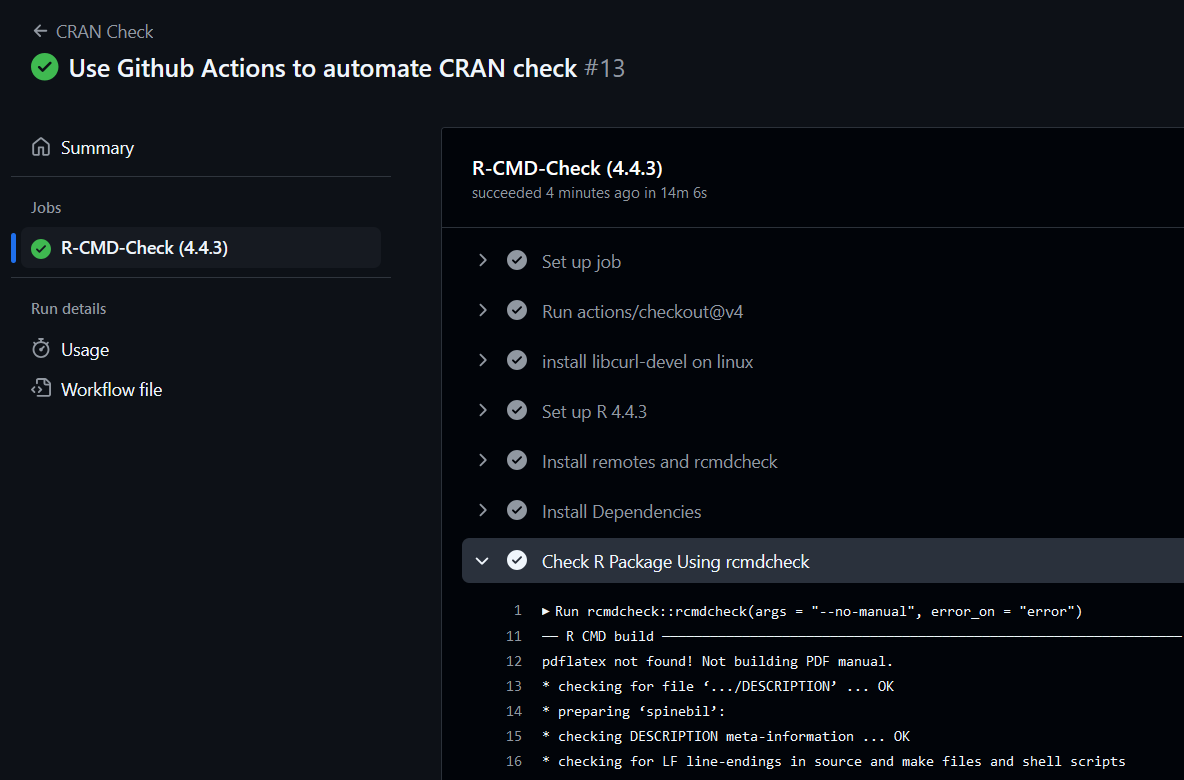 CRAN Check
Use Github Actions to automate CRAN check #13
Summary
Jobs
R-CMD-Check (4.4.3)
Run details
Usage
Workflow file
R-CMD-Check (4.4.3)
succeeded 4 minutes ago in 14m 6s
Set up job
Run actions/checkout@v4
install libcurl-devel on linux
Set up R 4.4.3
Install remotes and rcmdcheck
Install Dependencies
Check R Package Using rcmdcheck
1 ▶ Run rcmdcheck::rcmdcheck(args = "--no-manual", error_on = "error")
11 ── R CMD build ──────────
12 pdflatex not found! Not building PDF manual.
13 * checking for file ‘.../DESCRIPTION’ ... OK
14 * preparing ‘spinebil’:
15 * checking DESCRIPTION meta-information ... OK
16 * checking for LF line-endings in source and make files and shell scripts